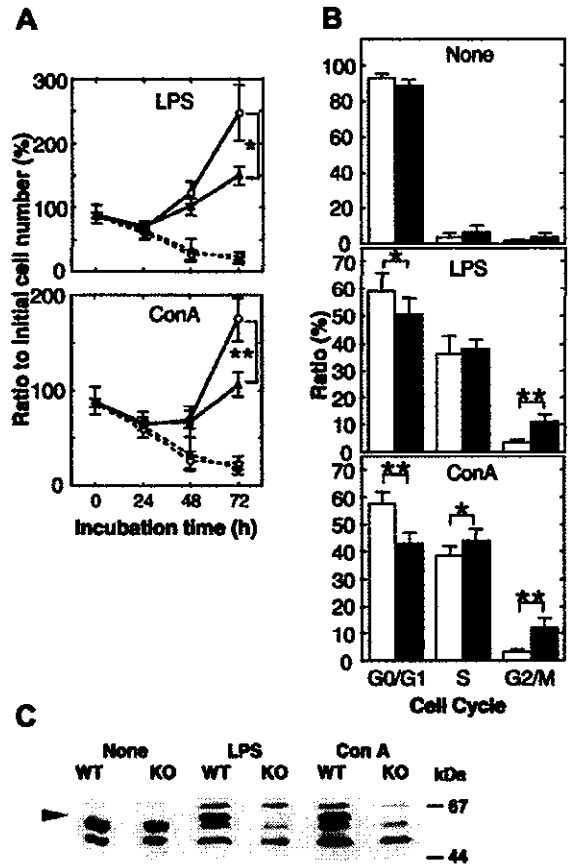 A
LPS
300
200
100
0
*
ConA
200
100
0
**
0 24 48 72
Ratio to initial cell number (%)
Incubation time (h)
B
None
100
80
60
40
20
0
LPS
70
60
50
40
30
20
10
0
*
**
ConA
70
60
50
40
30
20
10
0
**
*
**
Ratio (%)
G0/G1 S G2/M
Cell Cycle
C
None LPS Con A
WT KO WT KO WT KO kDa
67
44